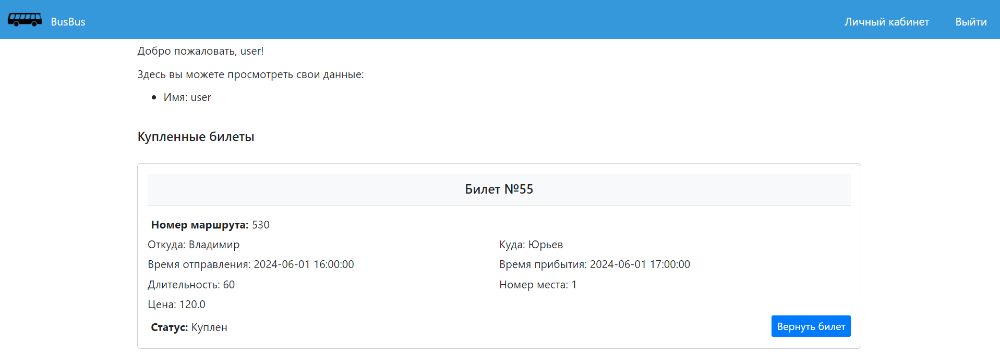 BusBus
Личный кабинет
Выйти
Добро пожаловать, user!
Здесь вы можете просмотреть свои данные:
Имя: user
Купленные билеты
Билет №55
Номер маршрута: 530
Откуда: Владимир
Куда: Юрьев
Время отправления: 2024-06-01 16:00:00
Время прибытия: 2024-06-01 17:00:00
Длительность: 60
Номер места: 1
Цена: 120.0
Статус: Куплен
Вернуть билет